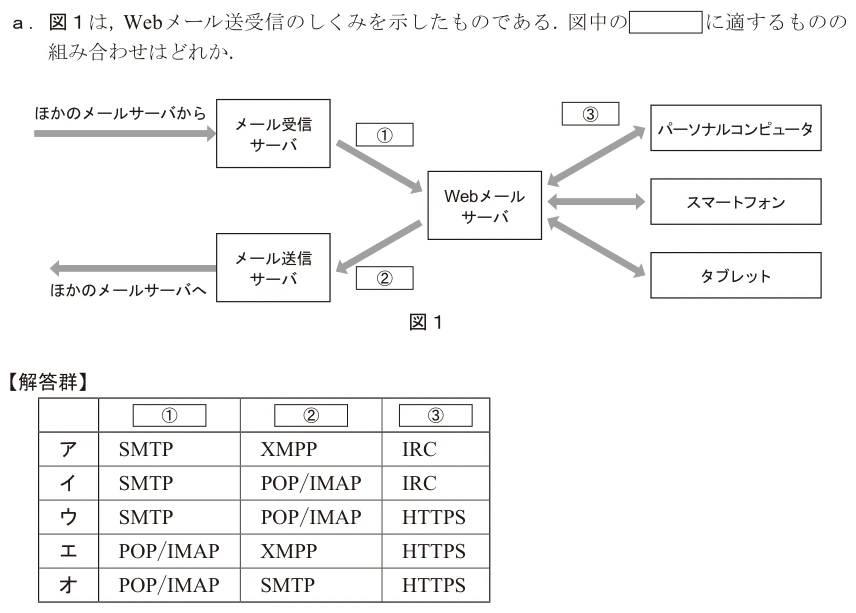 a．図1は，Webメール送受信のしくみを示したものである．図中の　　　に適するものの
組み合わせはどれか．
ほかのメールサーバから
メール受信
サーバ
①
③
パーソナルコンピュータ
Webメール
サーバ
スマートフォン
メール送信
サーバ
②
ほかのメールサーバへ
タブレット
図1
【解答群】
① ② ③
ア SMTP XMPP IRC
イ SMTP POP/IMAP IRC
ウ SMTP POP/IMAP HTTPS
エ POP/IMAP XMPP HTTPS
オ POP/IMAP SMTP HTTPS